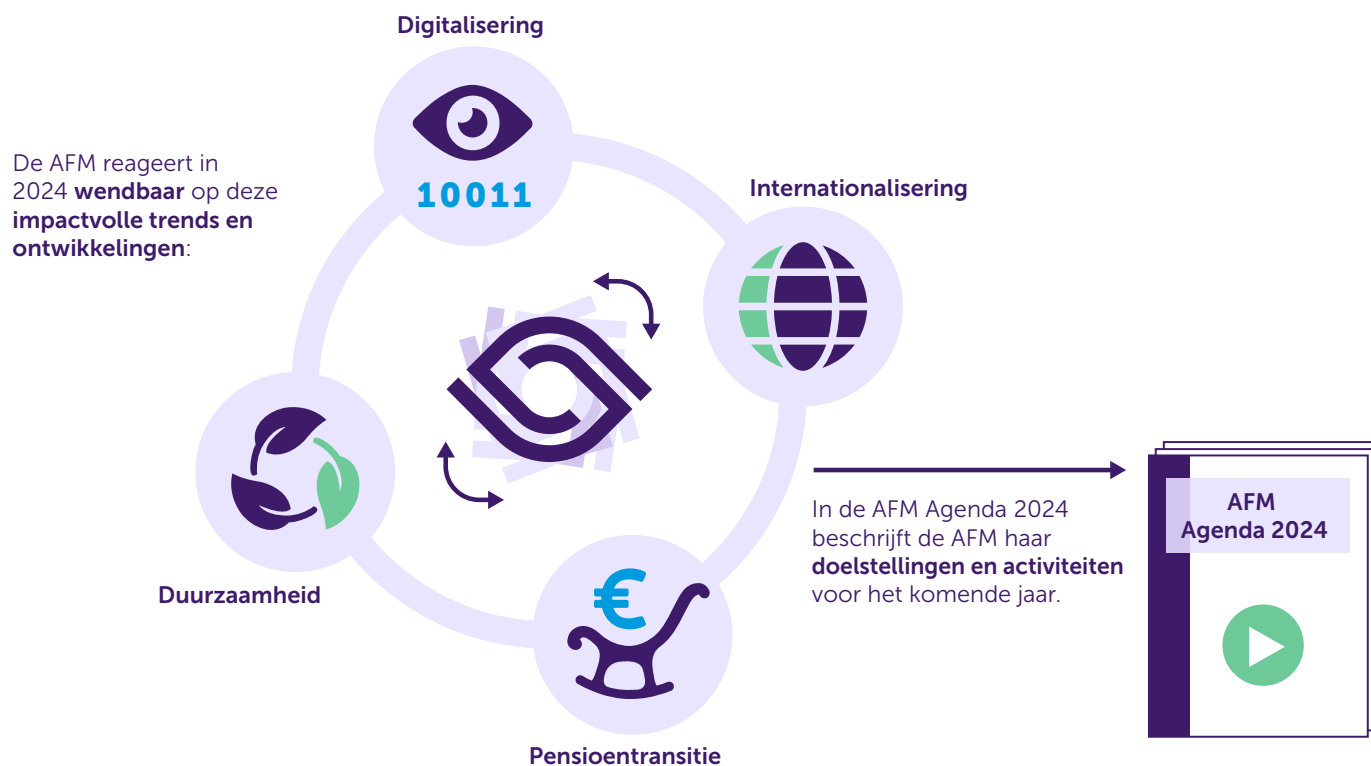 Digitalisering
De AFM reageert in
2024 wendbaar op deze
impactvolle trends en
ontwikkelingen:
10011
Internationalisering
In de AFM Agenda 2024
beschrijft de AFM haar
doelstellingen en activiteiten
voor het komende jaar.
AFM
Agenda 2024
€
Duurzaamheid
Pensioentransitie